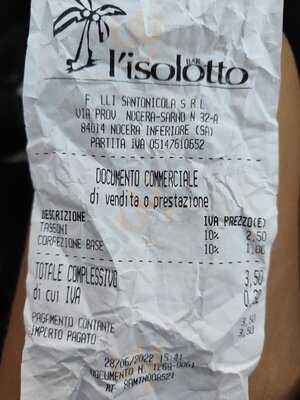 BAR
l'isolotto
F LLI SANTONICOLA S R L
VIA PROV. NOCERA-SARNO N 32-A
84014 NOCERA INFERIORE (SA)
PARTITA IVA 05147610652
DOCUMENTO COMMERCIALE
di vendita o prestazione
DESCRIZIONE IVA PREZZO(€)
TASSONI 10% 2,50
CONFEZIONE BASE 10% 1,00
TOTALE COMPLESSIVO 3,50
di cui IVA 0,32
PAGAMENTO CONTANTE 3,50
IMPORTO PAGATO 3,50
28/06/2022 15:41
DOCUMENTO N.